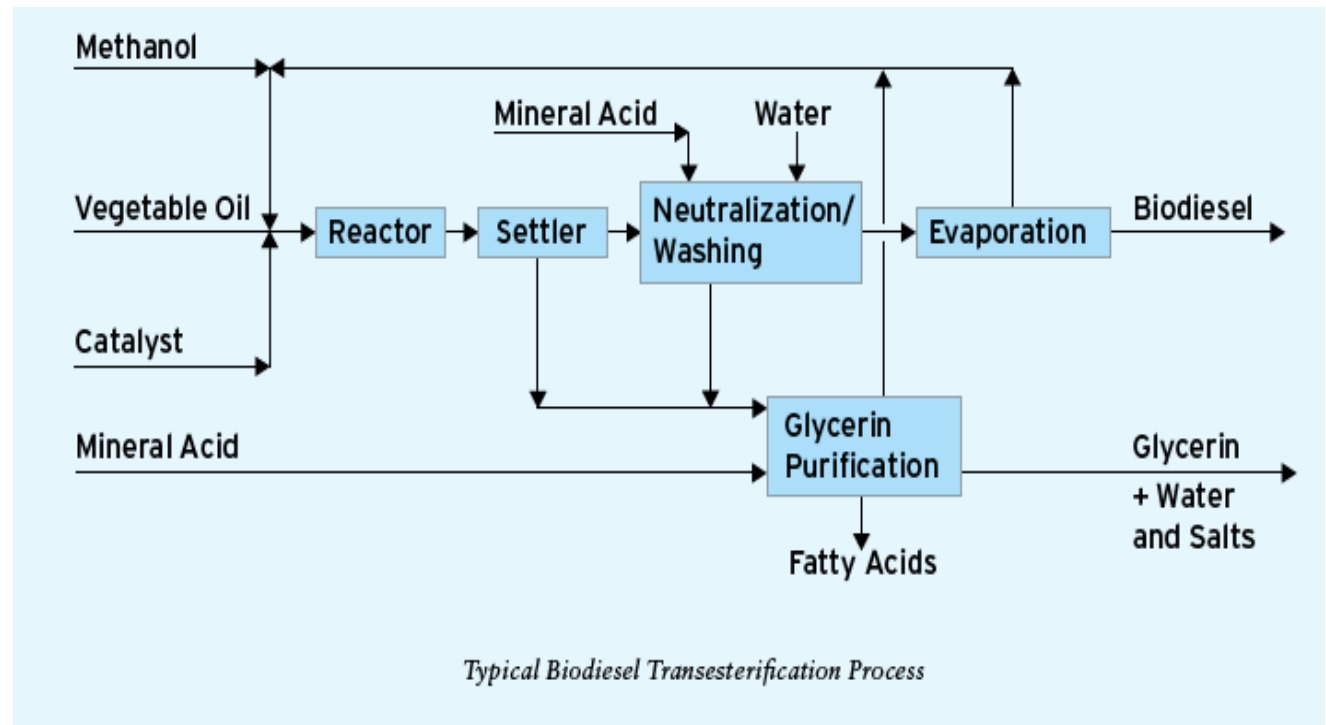 Methanol
Mineral Acid
Water
Vegetable Oil
Reactor
Settler
Neutralization/
Washing
Evaporation
Biodiesel
Catalyst
Mineral Acid
Glycerin
Purification
Glycerin
+ Water
and Salts
Fatty Acids
Typical Biodiesel Transesterification Process